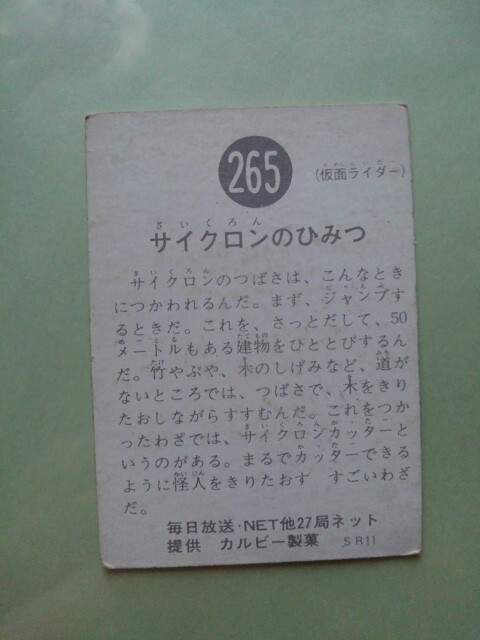 265
(仮面ライダー)
サイクロンのひみつ
サイクロンのつばさは、こんなとき
につかわれるんだ。まず、ジャンプす
るときだ。これを、さっとだして、50
メートルもある建物をひととびするん
だ。竹やぶや、木のしげみなど、道が
ないところでは、つばさで、木をきり
たおしながらすすむんだ。これをつか
ったわざでは、サイクロンカッターと
いうのがある。まるでカッターできる
ように怪人をきりたおす すごいわざ
だ。
毎日放送·NET他27局ネット
提供 カルビー製菓 SR11